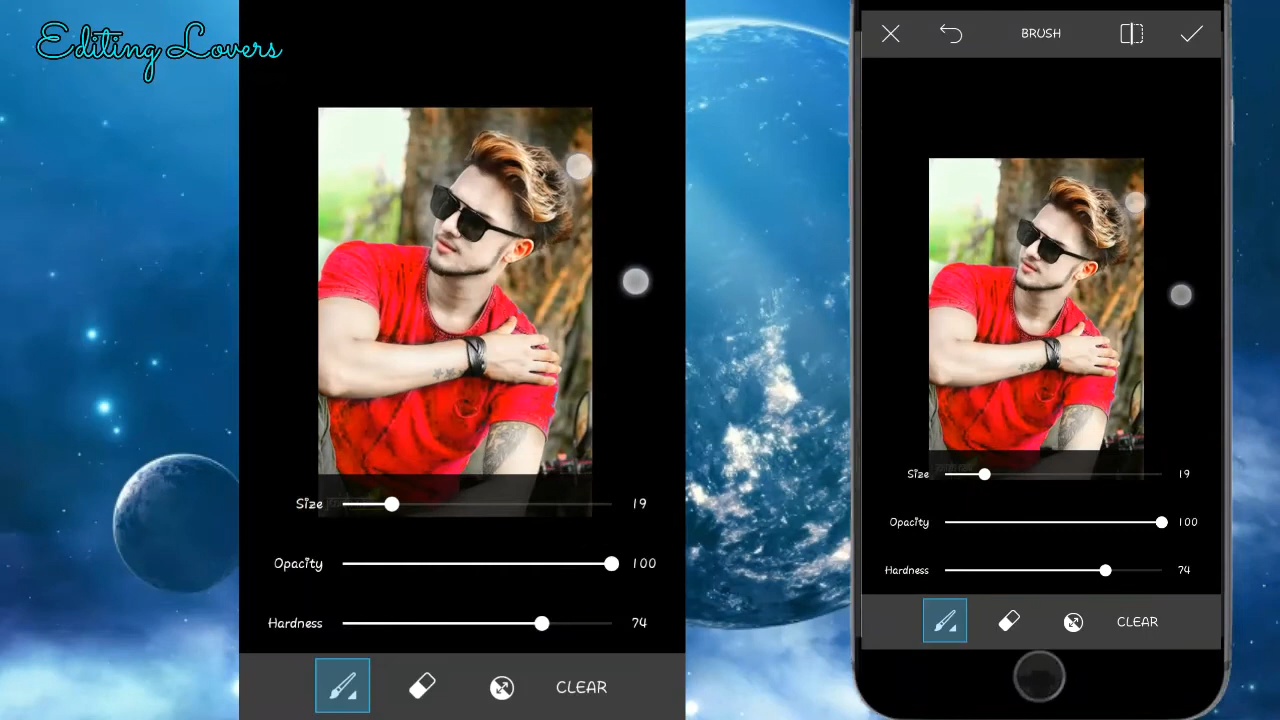 Editing Lovers
Size 19
Opacity 100
Hardness 74
CLEAR
BRUSH
Size 19
Opacity 100
Hardness 74
CLEAR